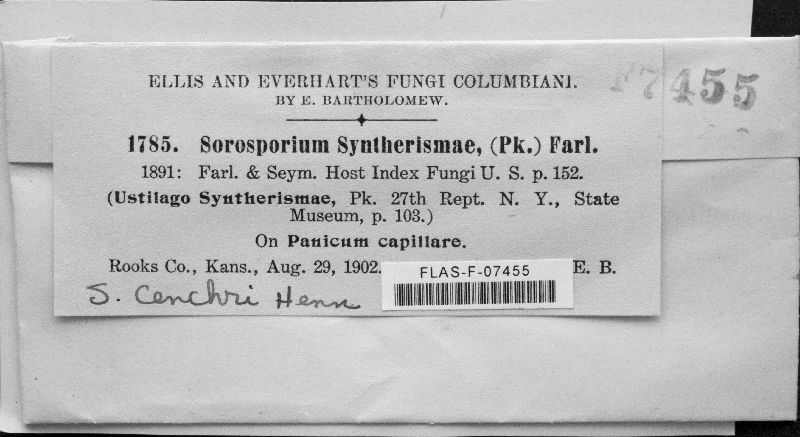 ELLIS AND EVERHART'S FUNGI COLUMBIANI.
BY E. BARTHOLOMEW.
F7455
1785. Sorosporium Syntherismae, (Pk.) Farl.
1891: Farl. & Seym. Host Index Fungi U. S. p. 152.
(Ustilago Syntherismae, Pk. 27th Rept. N. Y., State
Museum, p. 103.)
On Panicum capillare.
Rooks Co., Kans., Aug. 29, 1902. E. B.
FLAS-F-07455
S. Cenchri Henn